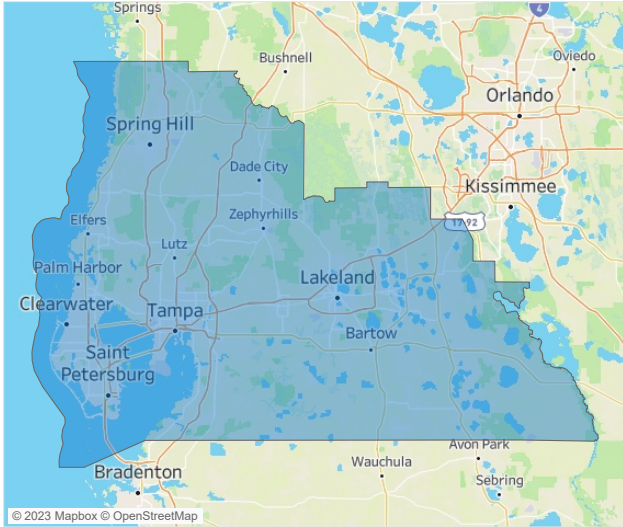 Springs
4
Bushnell
Oviedo
Orlando
Spring Hill
Dade City
Kissimmee
Zephyrhills
Elfers
17-92
Lutz
Palm Harbor
Lakeland
Clearwater
Tampa
Bartow
Saint
Petersburg
Avon Park
Wauchula
Bradenton
Sebring
© 2023 Mapbox © OpenStreetMap